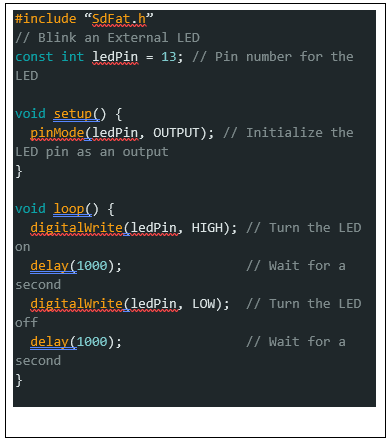 #include “SdFat.h”
// Blink an External LED
const int ledPin = 13; // Pin number for the
LED

void setup() {
  pinMode(ledPin, OUTPUT); // Initialize the
LED pin as an output
}

void loop() {
  digitalWrite(ledPin, HIGH); // Turn the LED
on
  delay(1000);                // Wait for a
second
  digitalWrite(ledPin, LOW);  // Turn the LED
off
  delay(1000);                // Wait for a
second
}